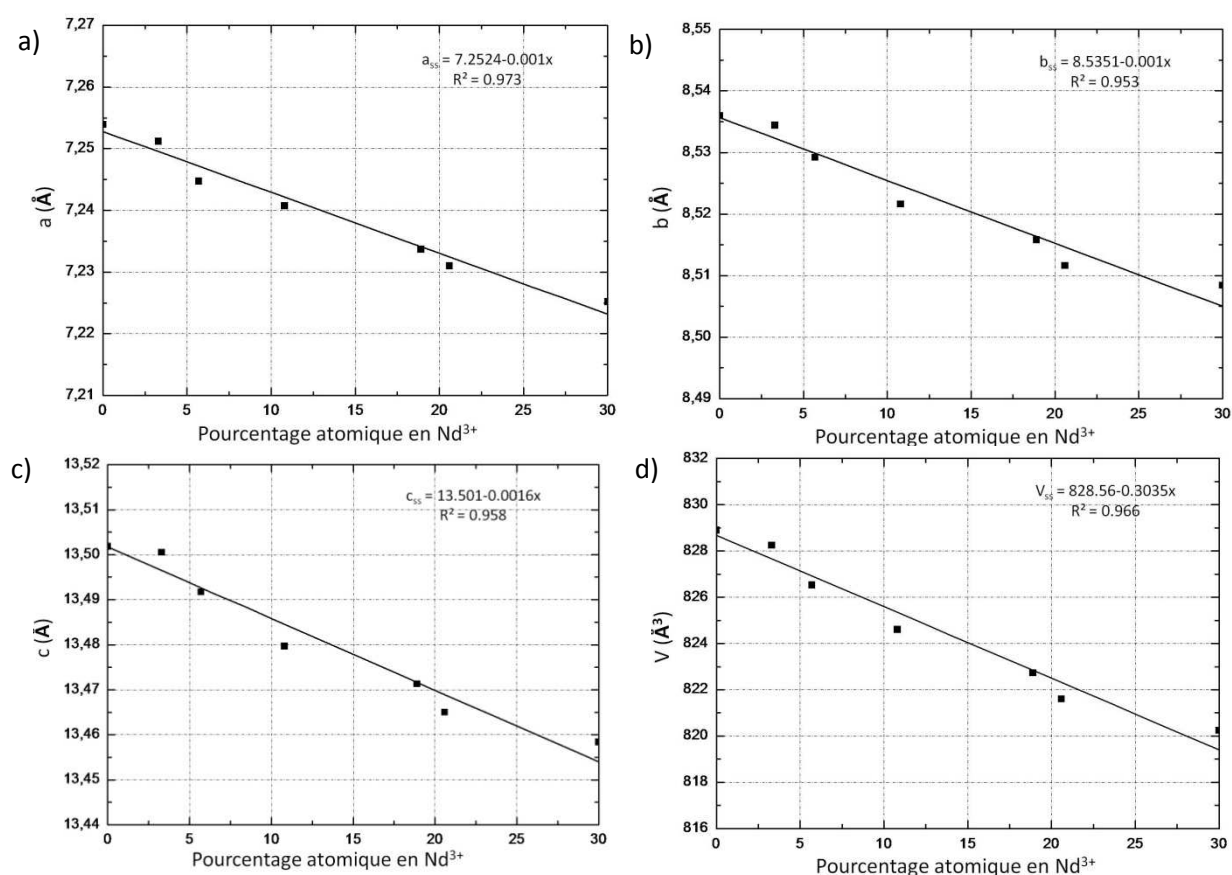 a)
7,27
7,26
7,25
7,24
7,23
7,22
7,21
a (Å)
a_ss = 7.2524-0.001x
R² = 0.973
0 5 10 15 20 25 30
Pourcentage atomique en Nd³⁺
b)
8,55
8,54
8,53
8,52
8,51
8,50
8,49
b (Å)
b_ss = 8.5351-0.001x
R² = 0.953
0 5 10 15 20 25 30
Pourcentage atomique en Nd³⁺
c)
13,52
13,51
13,50
13,49
13,48
13,47
13,46
13,45
13,44
c (Å)
c_ss = 13.501-0.0016x
R² = 0.958
0 5 10 15 20 25 30
Pourcentage atomique en Nd³⁺
d)
832
830
828
826
824
822
820
818
816
V (Å³)
V_ss = 828.56-0.3035x
R² = 0.966
0 5 10 15 20 25 30
Pourcentage atomique en Nd³⁺